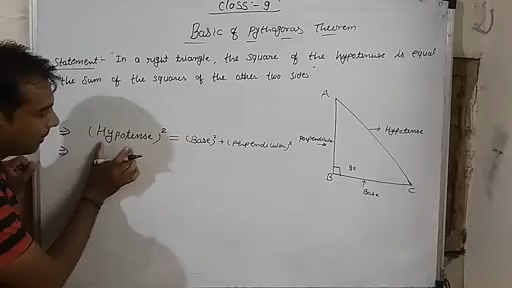 Class:- 9
Basic of Pythagoras Theorem
Statement:- "In a right triangle, the square of the hypotenuse is equal
the sum of the squares of the other two sides."
⇒ (Hypotense)² = (Base)² + (Perpendicular)²
⇒
A
Perpendicular
→ Hypotenuse
90
B
Base
C